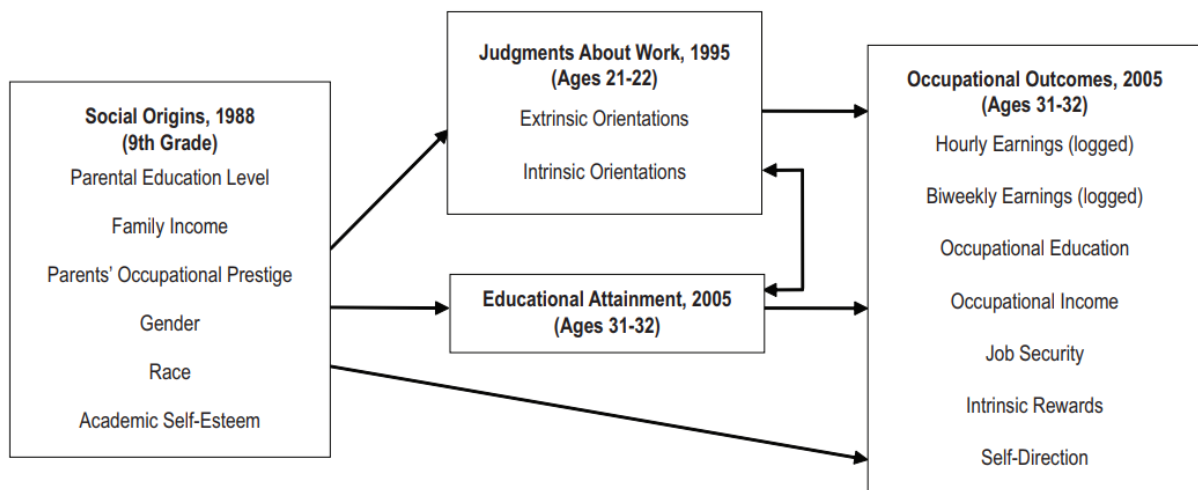 Social Origins, 1988
(9th Grade)
Parental Education Level
Family Income
Parents’ Occupational Prestige
Gender
Race
Academic Self-Esteem
Judgments About Work, 1995
(Ages 21-22)
Extrinsic Orientations
Intrinsic Orientations
Educational Attainment, 2005
(Ages 31-32)
Occupational Outcomes, 2005
(Ages 31-32)
Hourly Earnings (logged)
Biweekly Earnings (logged)
Occupational Education
Occupational Income
Job Security
Intrinsic Rewards
Self-Direction